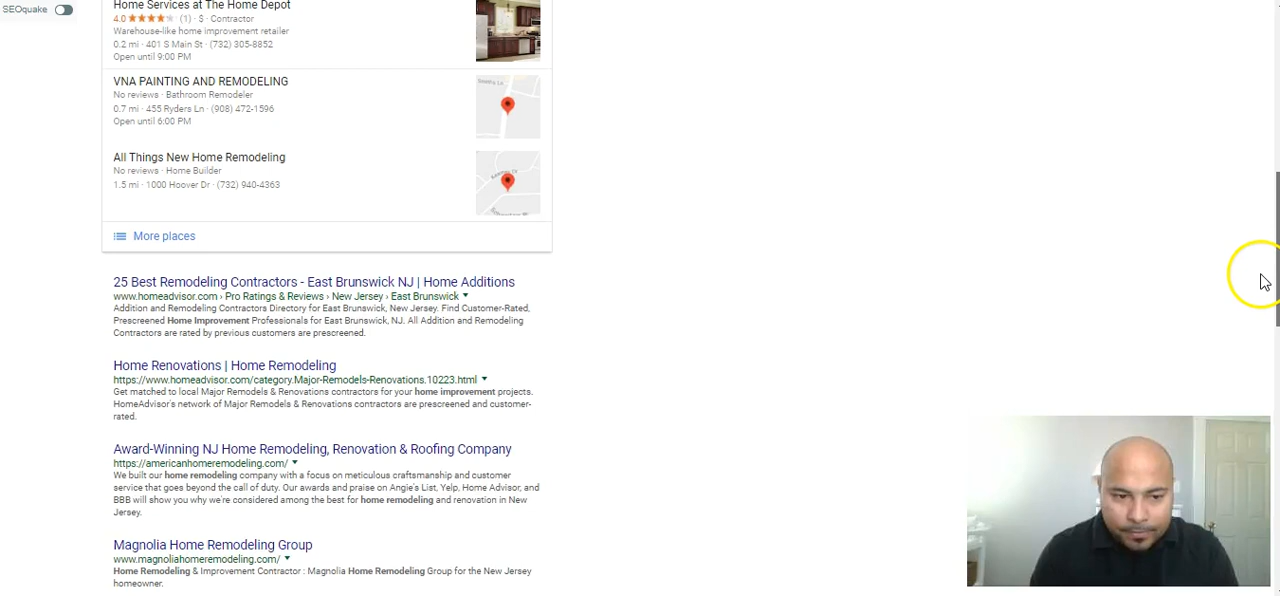 SEOquake
Home Services at The Home Depot
4.0 ★★★★★ (1) · $ · Contractor
Warehouse-like home improvement retailer
0.2 mi · 401 S Main St · (732) 305-8852
Open until 9:00 PM
VNA PAINTING AND REMODELING
No reviews · Bathroom Remodeler
0.7 mi · 455 Ryders Ln · (908) 472-1596
Open until 6:00 PM
All Things New Home Remodeling
No reviews · Home Builder
1.5 mi · 1000 Hoover Dr · (732) 940-4363
More places
25 Best Remodeling Contractors - East Brunswick NJ | Home Additions
www.homeadvisor.com › Pro Ratings & Reviews › New Jersey › East Brunswick ▼
Addition and Remodeling Contractors Directory for East Brunswick, New Jersey. Find Customer-Rated,
Prescreened Home Improvement Professionals for East Brunswick, NJ. All Addition and Remodeling
Contractors are rated by previous customers are prescreened.
Home Renovations | Home Remodeling
https://www.homeadvisor.com/category.Major-Remodels-Renovations.10223.html ▼
Get matched to local Major Remodels & Renovations contractors for your home improvement projects.
HomeAdvisor's network of Major Remodels & Renovations contractors are prescreened and customer-
rated.
Award-Winning NJ Home Remodeling, Renovation & Roofing Company
https://americanhomeremodeling.com/ ▼
We built our home remodeling company with a focus on meticulous craftsmanship and customer
service that goes beyond the call of duty. Our awards and praise on Angie's List, Yelp, Home Advisor, and
BBB will show you why we're considered among the best for home remodeling and renovation in New
Jersey.
Magnolia Home Remodeling Group
www.magnoliahomeremodeling.com/ ▼
Home Remodeling & Improvement Contractor : Magnolia Home Remodeling Group for the New Jersey
homeowner.